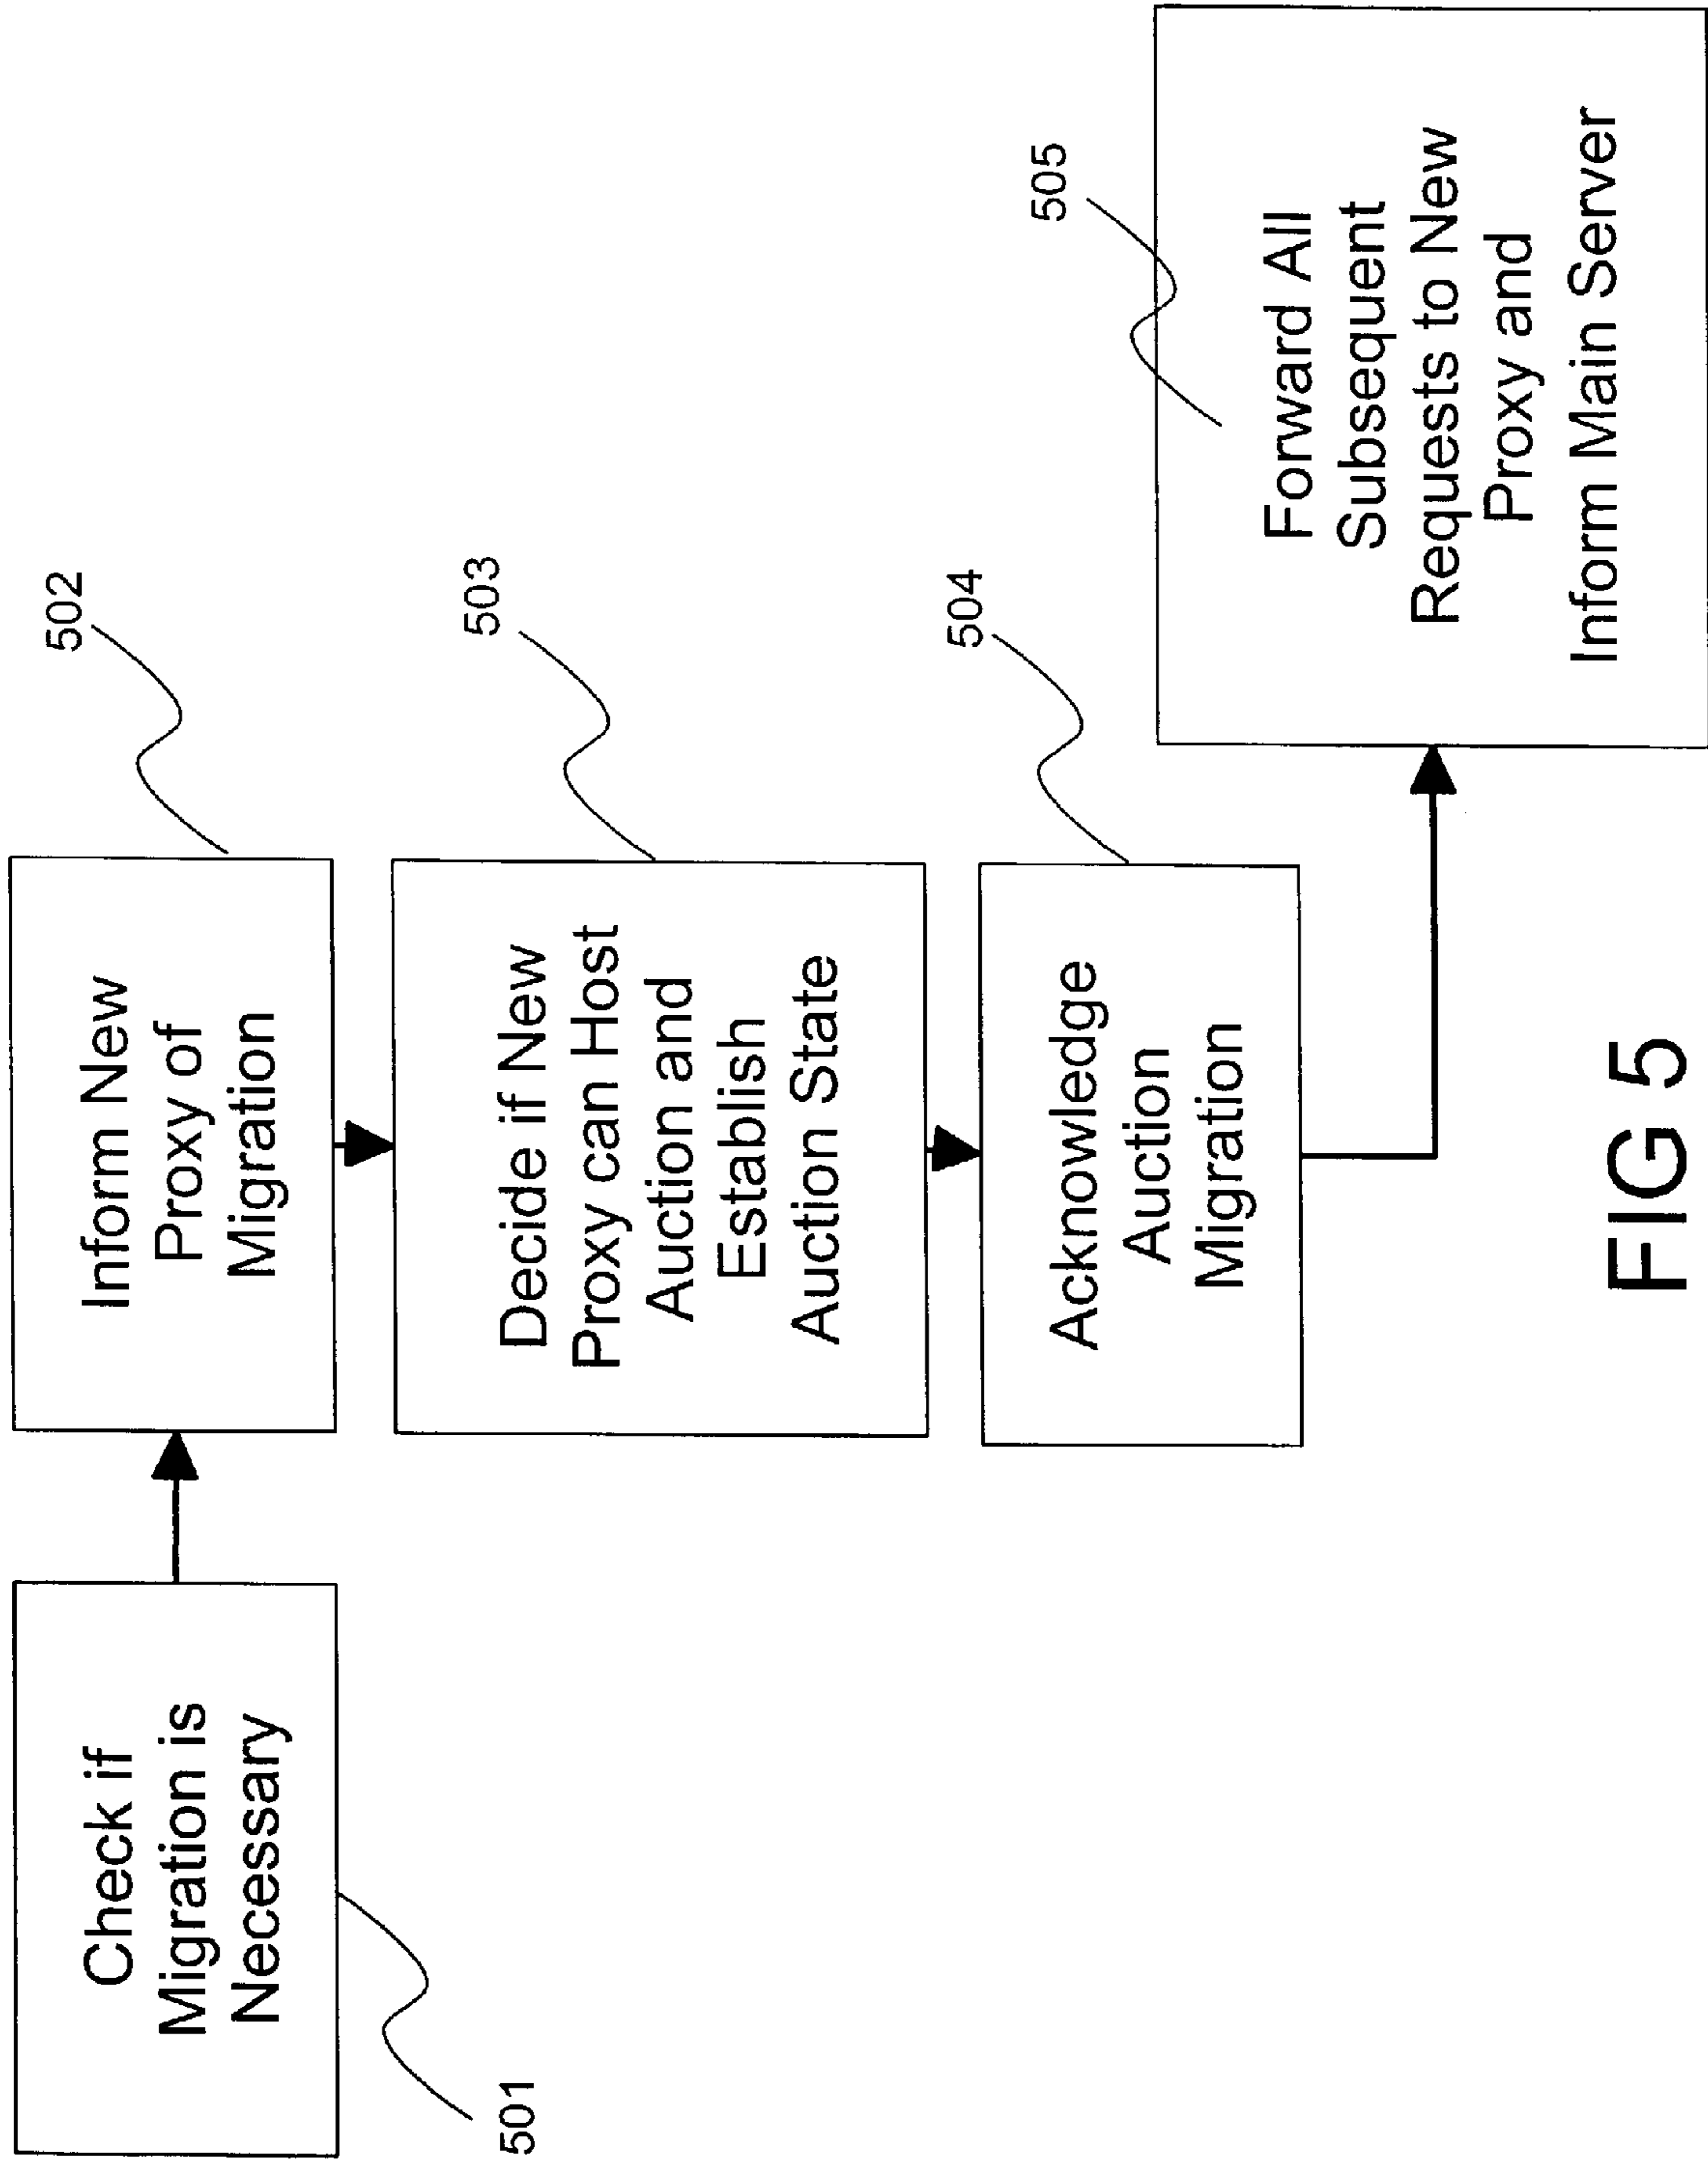 Check if
Migration is
Necessary
501
Inform New
Proxy of
Migration
502
Decide if New
Proxy can Host
Auction and
Establish
Auction State
503
Acknowledge
Auction
Migration
504
Forward All
Subsequent
Requests to New
Proxy and
Inform Main Server
505
FIG 5